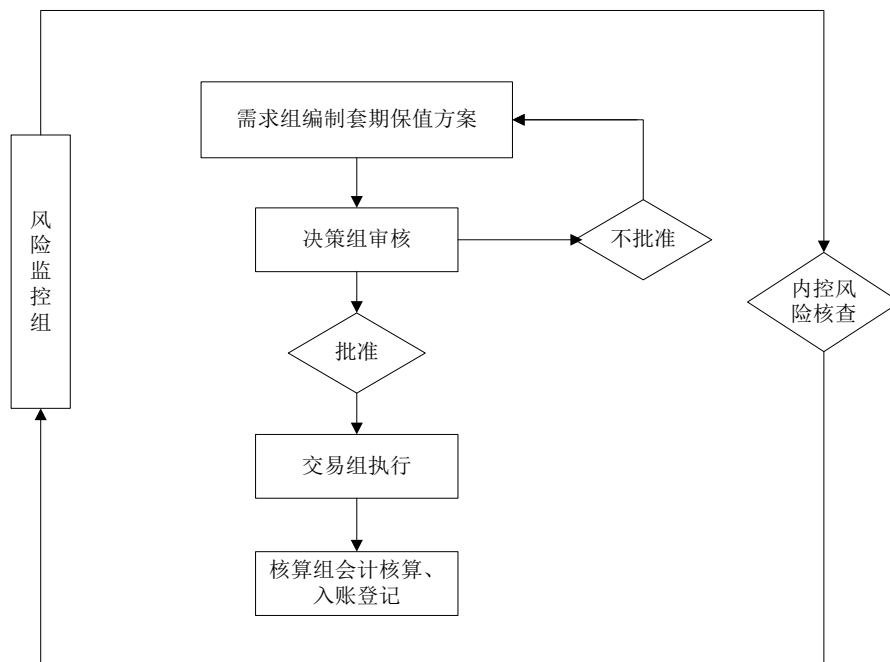 需求组编制套期保值方案
风险监控组
决策组审核
不批准
内控风
险核查
批准
交易组执行
核算组会计核算、
入账登记